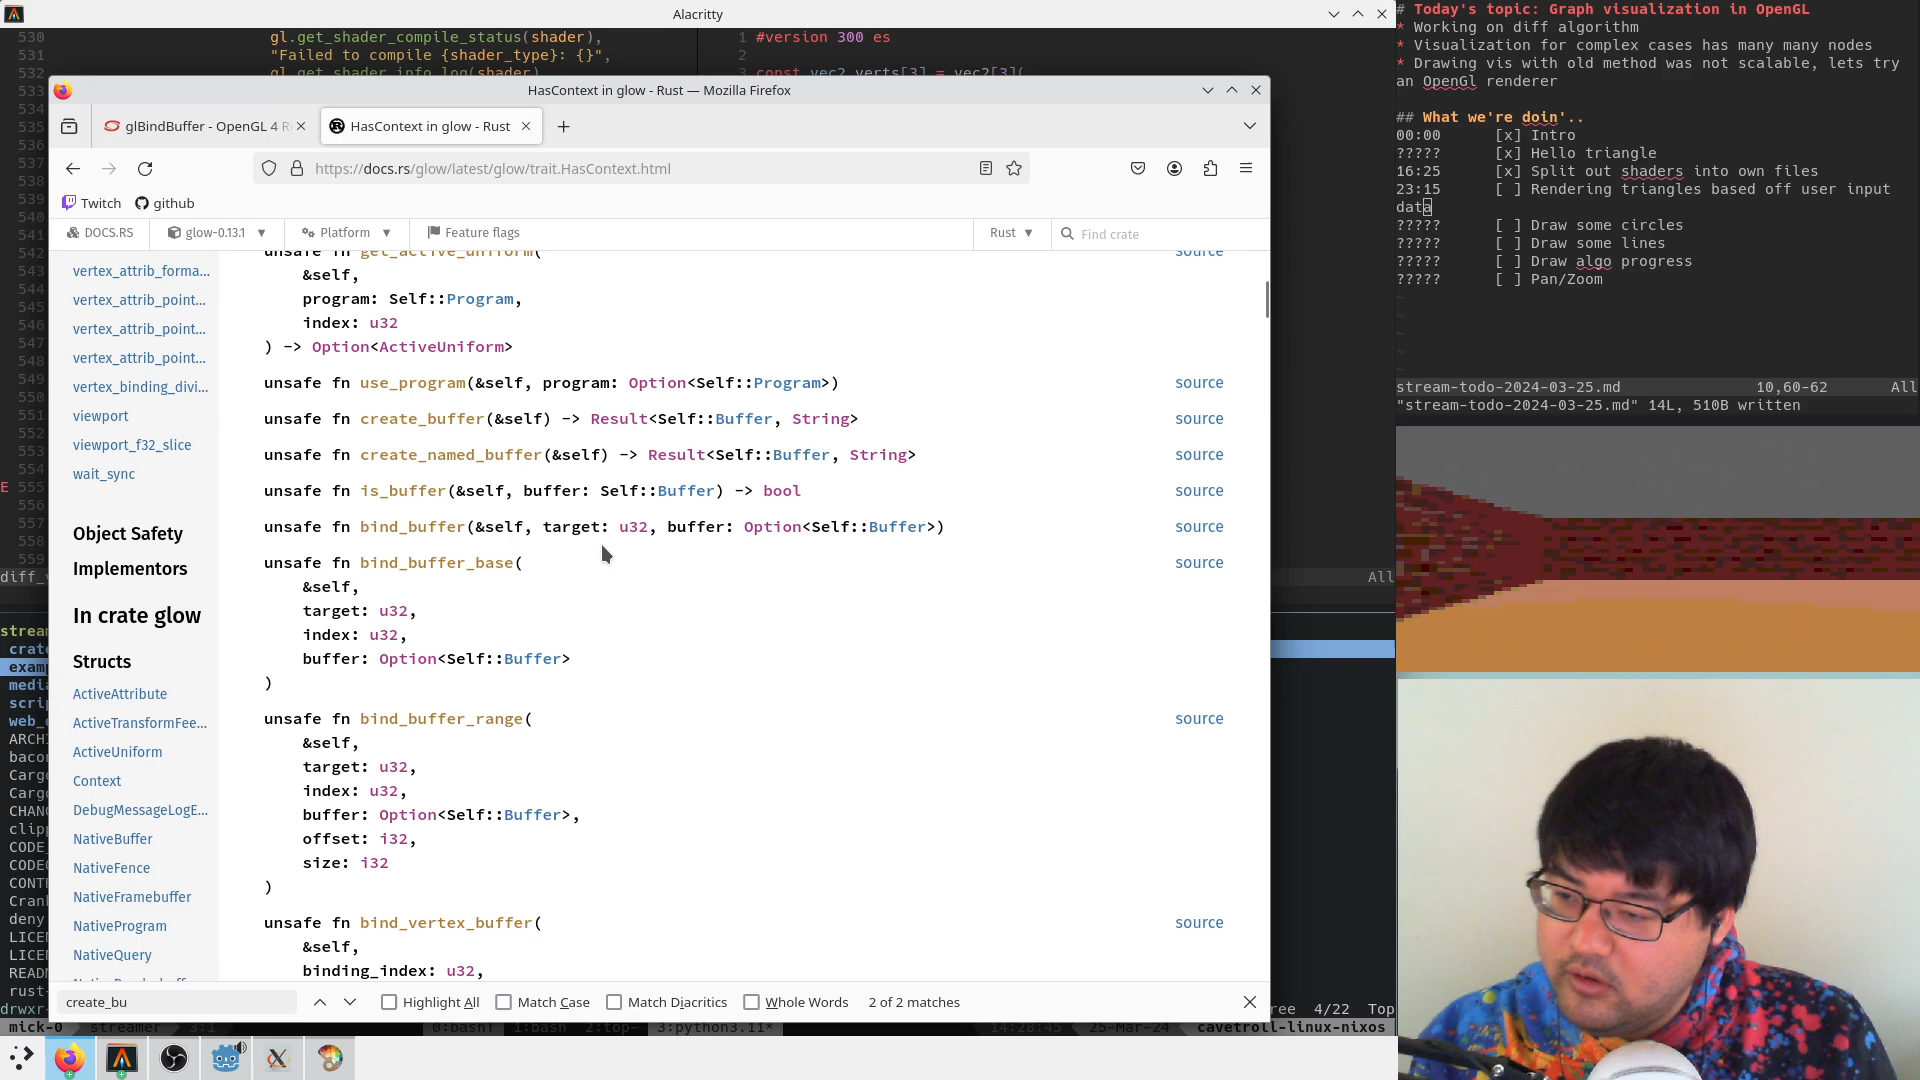 Alacritty
530 gl.get_shader_compile_status(shader),
531 "Failed to compile {shader_type}: {}",
532 gl.get_shader_info_log(shader)
533
534
535
536
537
538
539
540
541
542
543
544
545
546
547
548
549
550
551
552
553
554
E 555
556
557
558
559
1 #version 300 es
2
3 const vec2 verts[3] = vec2[3](
HasContext in glow - Rust — Mozilla Firefox
glBindBuffer - OpenGL 4 R
HasContext in glow - Rust
https://docs.rs/glow/latest/glow/trait.HasContext.html
Twitch
github
DOCS.RS
glow-0.13.1
Platform
Feature flags
Rust
Find crate
vertex_attrib_forma...
vertex_attrib_point...
vertex_attrib_point...
vertex_attrib_point...
vertex_binding_divi...
viewport
viewport_f32_slice
wait_sync
Object Safety
Implementors
In crate glow
Structs
ActiveAttribute
ActiveTransformFee...
ActiveUniform
Context
DebugMessageLogE...
NativeBuffer
NativeFence
NativeFramebuffer
NativeProgram
NativeQuery
unsafe fn get_active_uniform( source
&self,
program: Self::Program,
index: u32
) -> Option<ActiveUniform>
unsafe fn use_program(&self, program: Option<Self::Program>) source
unsafe fn create_buffer(&self) -> Result<Self::Buffer, String> source
unsafe fn create_named_buffer(&self) -> Result<Self::Buffer, String> source
unsafe fn is_buffer(&self, buffer: Self::Buffer) -> bool source
unsafe fn bind_buffer(&self, target: u32, buffer: Option<Self::Buffer>) source
unsafe fn bind_buffer_base( source
&self,
target: u32,
index: u32,
buffer: Option<Self::Buffer>
)
unsafe fn bind_buffer_range( source
&self,
target: u32,
index: u32,
buffer: Option<Self::Buffer>,
offset: i32,
size: i32
)
unsafe fn bind_vertex_buffer( source
&self,
binding_index: u32,
create_bu
Highlight All
Match Case
Match Diacritics
Whole Words
2 of 2 matches
diff_
All
strea
crat
exam
medi
scri
web_
ARCH
baco
Carg
Carg
CHAN
clip
CODE
CODE
CONT
Cran
deny
LICE
LICE
READ
rust
drwxr
ree 4/22 Top
mick-0 streamer 3:1 0:bash! 1:bash 2:top- 3:python3.11* 14:28:45 25-Mar-24 cavetroll-linux-nixos
# Today's topic: Graph visualization in OpenGL
* Working on diff algorithm
* Visualization for complex cases has many many nodes
* Drawing vis with old method was not scalable, lets try
an OpenGl renderer
## What we're doin'..
00:00 [x] Intro
????? [x] Hello triangle
16:25 [x] Split out shaders into own files
23:15 [ ] Rendering triangles based off user input
data
????? [ ] Draw some circles
????? [ ] Draw some lines
????? [ ] Draw algo progress
????? [ ] Pan/Zoom
~
~
~
~
stream-todo-2024-03-25.md 10,60-62 All
"stream-todo-2024-03-25.md" 14L, 510B written